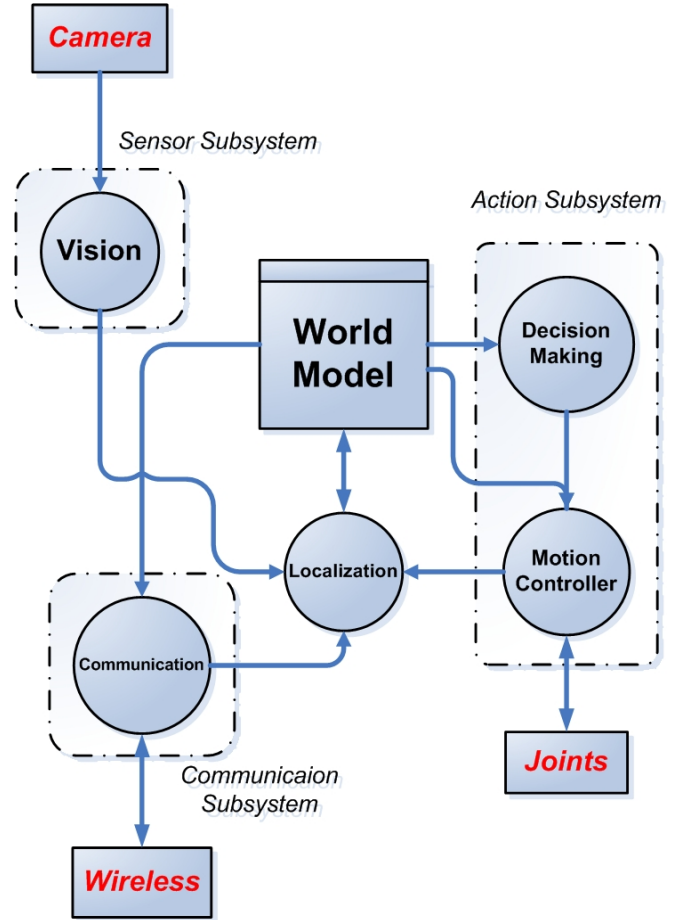 Camera
Sensor Subsystem
Action Subsystem
Vision
World
Model
Decision
Making
Localization
Motion
Controller
Communication
Communicaion
Subsystem
Joints
Wireless